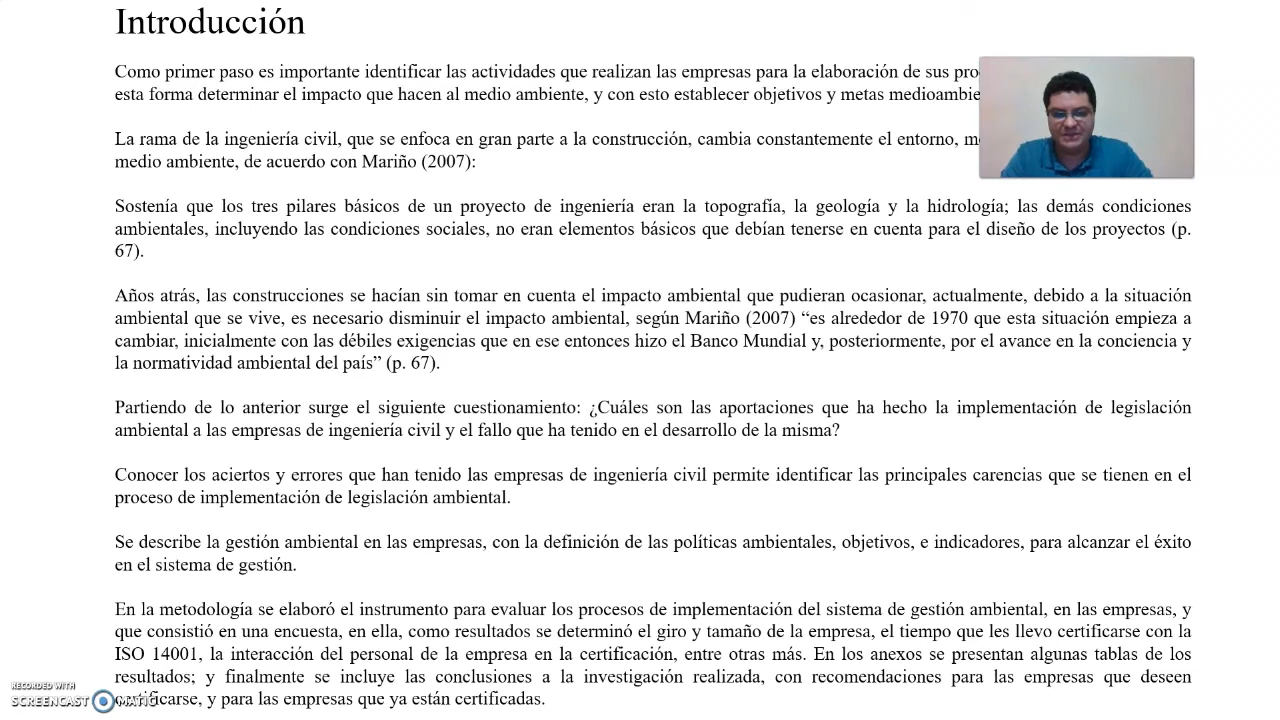 Introducción
Como primer paso es importante identificar las actividades que realizan las empresas para la elaboración de sus
esta forma determinar el impacto que hacen al medio ambiente, y con esto establecer objetivos y metas
La rama de la ingeniería civil, que se enfoca en gran parte a la construcción, cambia constantemente el entorno,
medio ambiente, de acuerdo con Mariño (2007):
Sostenía que los tres pilares básicos de un proyecto de ingeniería eran la topografía, la geología y la hidrología; las demás condiciones
ambientales, incluyendo las condiciones sociales, no eran elementos básicos que debían tenerse en cuenta para el diseño de los proyectos (p.
67).
Años atrás, las construcciones se hacían sin tomar en cuenta el impacto ambiental que pudieran ocasionar, actualmente, debido a la situación
ambiental que se vive, es necesario disminuir el impacto ambiental, según Mariño (2007) “es alrededor de 1970 que esta situación empieza a
cambiar, inicialmente con las débiles exigencias que en ese entonces hizo el Banco Mundial y, posteriormente, por el avance en la conciencia y
la normatividad ambiental del país” (p. 67).
Partiendo de lo anterior surge el siguiente cuestionamiento: ¿Cuáles son las aportaciones que ha hecho la implementación de legislación
ambiental a las empresas de ingeniería civil y el fallo que ha tenido en el desarrollo de la misma?
Conocer los aciertos y errores que han tenido las empresas de ingeniería civil permite identificar las principales carencias que se tienen en el
proceso de implementación de legislación ambiental.
Se describe la gestión ambiental en las empresas, con la definición de las políticas ambientales, objetivos, e indicadores, para alcanzar el éxito
en el sistema de gestión.
En la metodología se elaboró el instrumento para evaluar los procesos de implementación del sistema de gestión ambiental, en las empresas, y
que consistió en una encuesta, en ella, como resultados se determinó el giro y tamaño de la empresa, el tiempo que les llevo certificarse con la
ISO 14001, la interacción del personal de la empresa en la certificación, entre otras más. En los anexos se presentan algunas tablas de los
resultados; y finalmente se incluye las conclusiones a la investigación realizada, con recomendaciones para las empresas que deseen
certificarse, y para las empresas que ya están certificadas.
RECORDED WITH
SCREENCAST MATIC